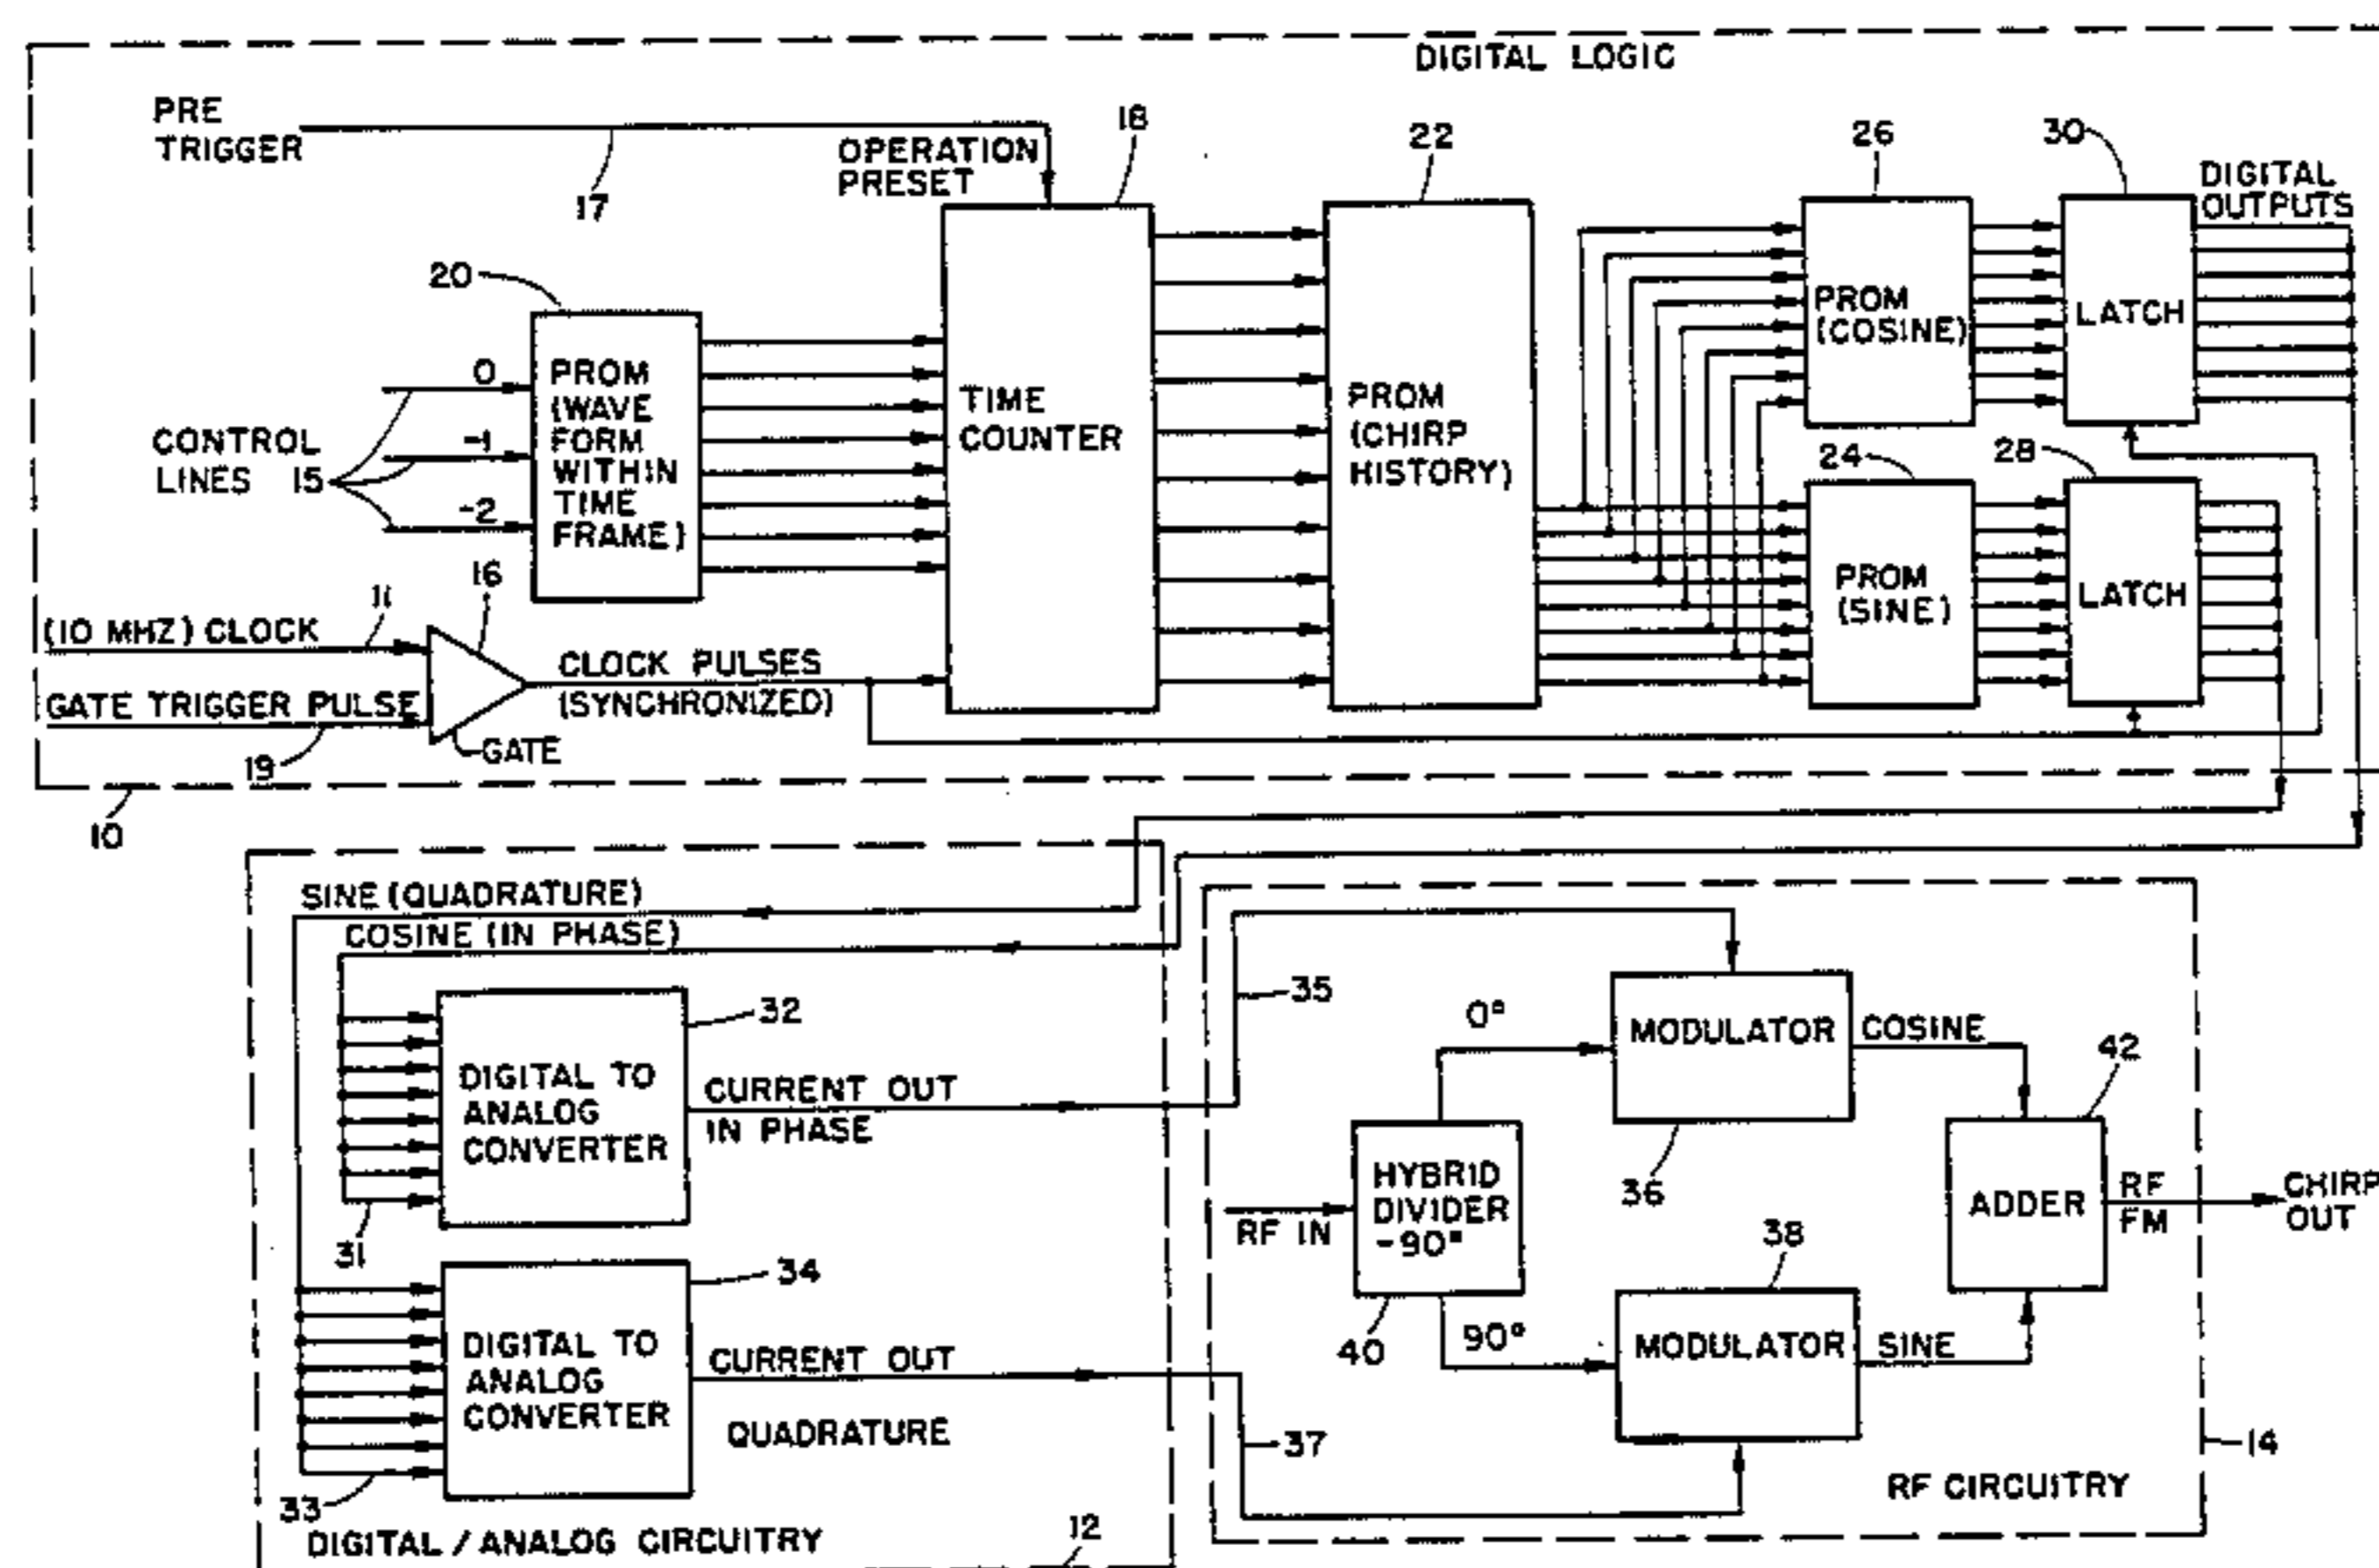 DIGITAL LOGIC
PRE
TRIGGER
17
OPERATION
PRESET
18
22
26
30
DIGITAL
OUTPUTS
20
PROM
(WAVE
FORM
WITHIN
TIME
FRAME)
0
-1
-2
CONTROL
LINES 15
TIME
COUNTER
PROM
(CHIRP
HISTORY)
PROM
(COSINE)
LATCH
24
28
PROM
(SINE)
LATCH
(10 MHZ) CLOCK
11
16
GATE TRIGGER PULSE
19
GATE
CLOCK PULSES
(SYNCHRONIZED)
10
SINE (QUADRATURE)
COSINE (IN PHASE)
32
DIGITAL TO
ANALOG
CONVERTER
31
CURRENT OUT
IN PHASE
34
DIGITAL TO
ANALOG
CONVERTER
33
CURRENT OUT
QUADRATURE
DIGITAL / ANALOG CIRCUITRY
12
35
0°
MODULATOR
COSINE
36
42
RF IN
HYBRID
DIVIDER
-90°
40
90°
38
MODULATOR
SINE
ADDER
RF
FM
CHIRP
OUT
37
14
RF CIRCUITRY